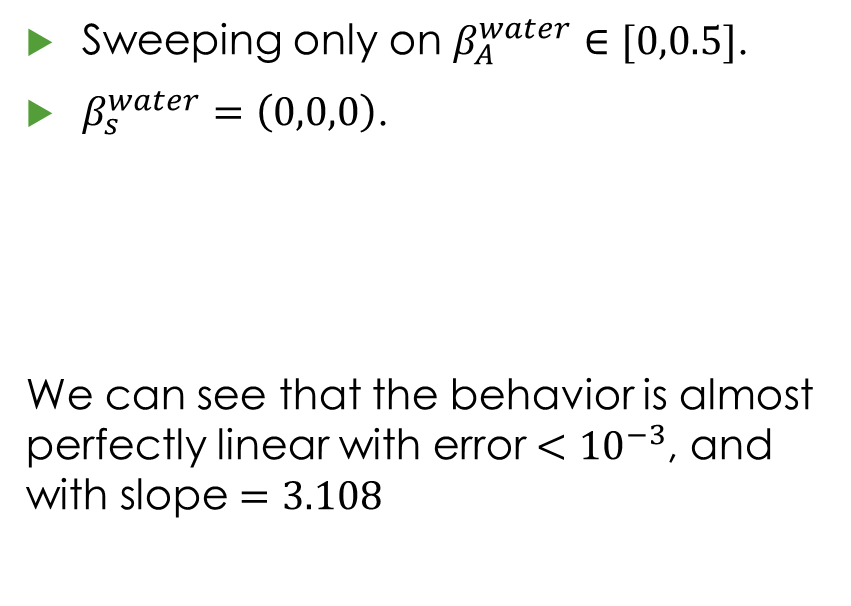 Sweeping only on β_A^water ∈ [0,0.5].
β_S^water = (0,0,0).
We can see that the behavior is almost
perfectly linear with error < 10^−3, and
with slope = 3.108